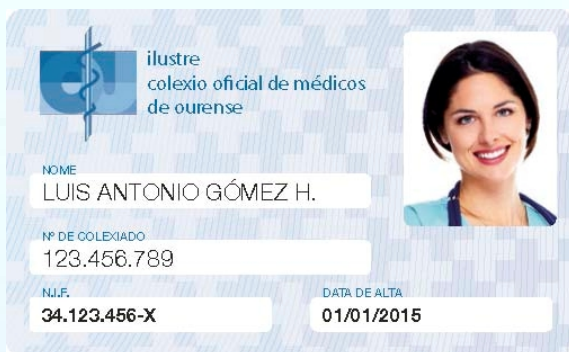 ilustre
colexio oficial de médicos
de ourense
NOME
LUIS ANTONIO GÓMEZ H.
Nº DE COLEXIADO
123.456.789
N.I.F.
34.123.456-X
DATA DE ALTA
01/01/2015